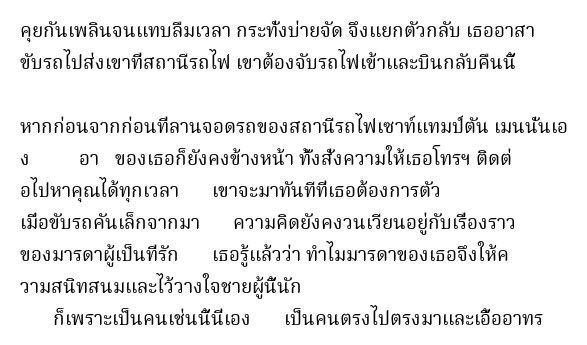 คุยกันเพลินจนแทบลืมเวลา กระทั่งบ่ายจัด จึงแยกตัวกลับ เธออาสา
ขับรถไปส่งเขาที่สถานีรถไฟ เขาต้องจับรถไฟเข้าและบินกลับคืนนี้
หากก่อนจากก่อนที่ลานจอดรถของสถานีรถไฟเซาท์แทมป์ตัน เมนนั่นเอ
ง อา ของเธอก็ยังคงข้างหน้า ทั้งสั่งความให้เธอโทรฯ ติดต่
อไปหาคุณได้ทุกเวลา เขาจะมาทันทีที่เธอต้องการตัว
เมื่อขับรถคันเล็กจากมา ความคิดยังคงวนเวียนอยู่กับเรื่องราว
ของมารดาผู้เป็นที่รัก เธอรู้แล้วว่า ทำไมมารดาของเธอจึงให้ค
วามสนิทสนมและไว้วางใจชายผู้นี้นัก
ก็เพราะเป็นคนเช่นนี้นี่เอง เป็นคนตรงไปตรงมาและเอื้ออาทร